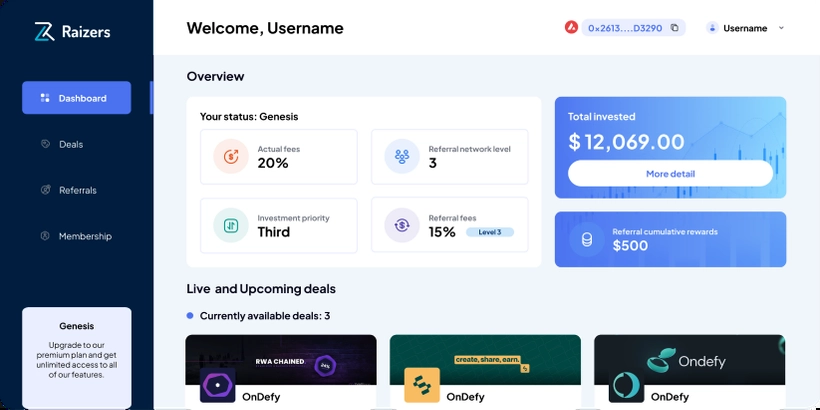 Raizers
Welcome, Username
0x2613....D3290
Username
Dashboard
Deals
Referrals
Membership
Genesis
Upgrade to our
premium plan and get
unlimited access to all
of our features.
Overview
Your status: Genesis
Actual fees
20%
Referral network level
3
Investment priority
Third
Referral fees
15%
Level 3
Total invested
$ 12,069.00
More detail
Referral cumulative rewards
$500
Live and Upcoming deals
Currently available deals: 3
RWA CHAINED
OnDefy
create, share, earn.
OnDefy
Ondefy
OnDefy